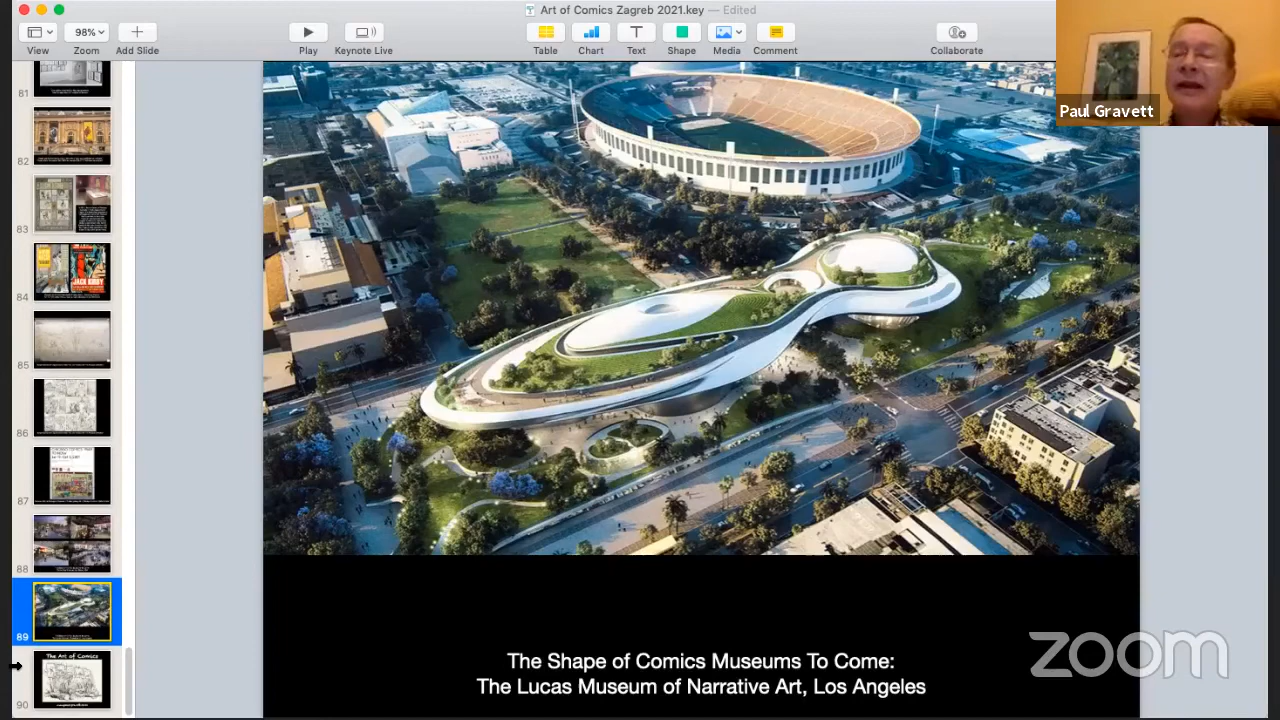 Art of Comics Zagreb 2021.key — Edited
98%
View
Zoom
Add Slide
Play
Keynote Live
Table
Chart
Text
Shape
Media
Comment
Collaborate
Paul Gravett
81
82
83
84
JACK KIRBY
85
86
87
88
89
The Art of Comics
90
The Shape of Comics Museums To Come:
The Lucas Museum of Narrative Art, Los Angeles
zoom